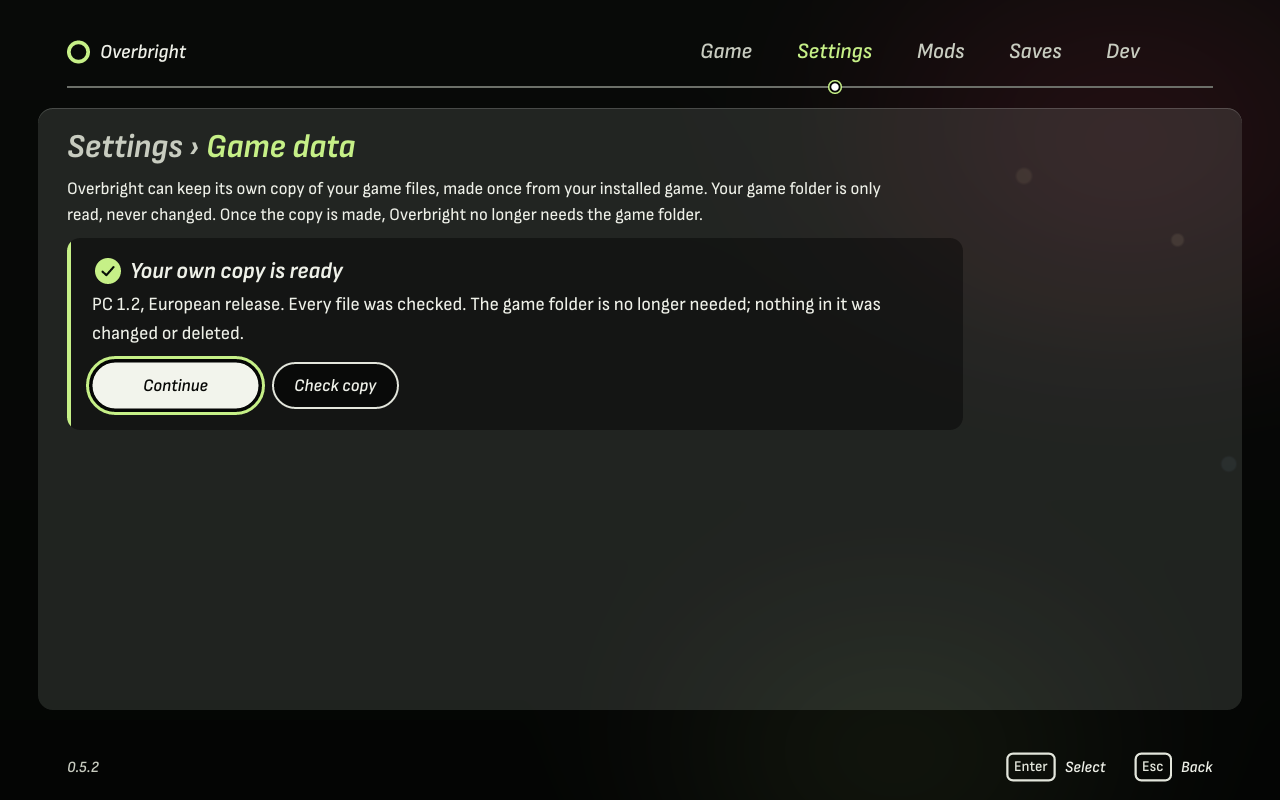 Overbright
Game Settings Mods Saves Dev
Settings › Game data
Overbright can keep its own copy of your game files, made once from your installed game. Your game folder is only
read, never changed. Once the copy is made, Overbright no longer needs the game folder.
Your own copy is ready
PC 1.2, European release. Every file was checked. The game folder is no longer needed; nothing in it was
changed or deleted.
Continue Check copy
0.5.2
Enter Select Esc Back